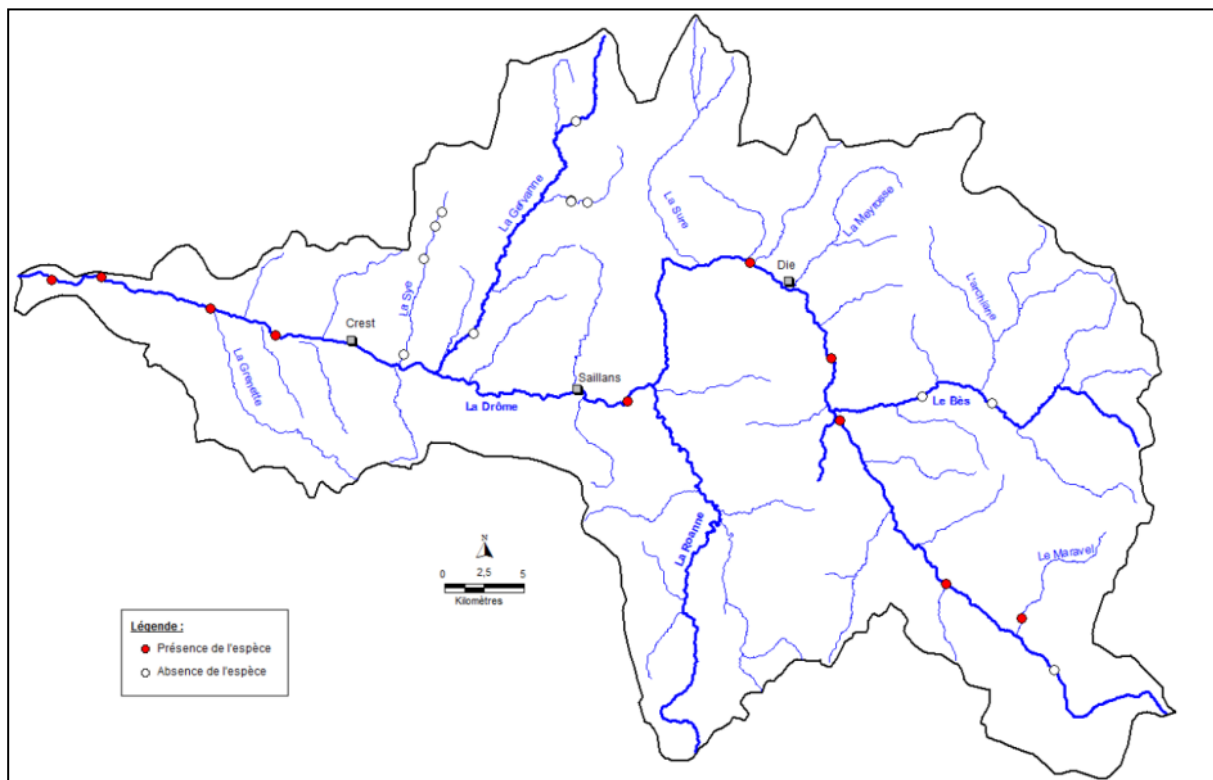 La Gervanne
La Sure
La Meyrosse
Die
L'archiane
La Sye
Crest
La Grenette
Saillans
La Drôme
Le Bès
La Roanne
Le Maravel
N
0 2,5 5
Kilomètres
Légende :
Présence de l'espèce
Absence de l'espèce